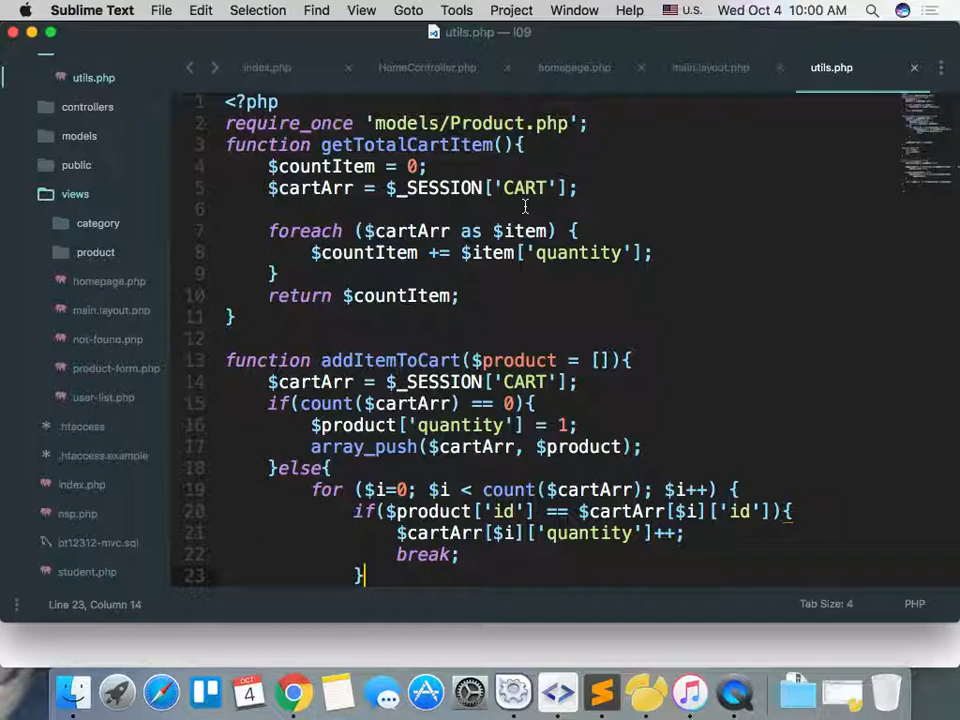 Sublime Text File Edit Selection Find View Goto Tools Project Window Help U.S. Wed Oct 4 10:00 AM
utils.php — l09
index.php × HomeController.php × homepage.php × main.layout.php × utils.php ×
utils.php
controllers
models
public
views
category
product
homepage.php
main.layout.php
not-found.php
product-form.php
user-list.php
.htaccess
.htaccess.example
index.php
nsp.php
pt12312-mvc.sql
student.php
1 <?php
2 require_once 'models/Product.php';
3 function getTotalCartItem(){
4 $countItem = 0;
5 $cartArr = $_SESSION['CART'];
6
7 foreach ($cartArr as $item) {
8 $countItem += $item['quantity'];
9 }
10 return $countItem;
11 }
12
13 function addItemToCart($product = []){
14 $cartArr = $_SESSION['CART'];
15 if(count($cartArr) == 0){
16 $product['quantity'] = 1;
17 array_push($cartArr, $product);
18 }else{
19 for ($i=0; $i < count($cartArr); $i++) {
20 if($product['id'] == $cartArr[$i]['id']){
21 $cartArr[$i]['quantity']++;
22 break;
23 }
Line 23, Column 14 Tab Size: 4 PHP
OCT
4